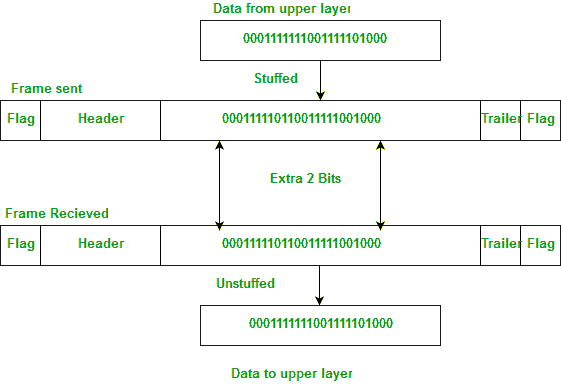 Data from upper layer
0001111111001111101000
Stuffed
Frame sent
Flag Header 000111110110011111001000 Trailer Flag
Extra 2 Bits
Frame Recieved
Flag Header 000111110110011111001000 Trailer Flag
Unstuffed
0001111111001111101000
Data to upper layer